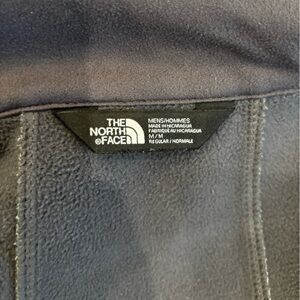 THE
NORTH
FACE
MENS/HOMMES
MADE IN NICARAGUA
FABRIQUÉ AU NICARAGUA
M/M
REGULAR / NORMALE